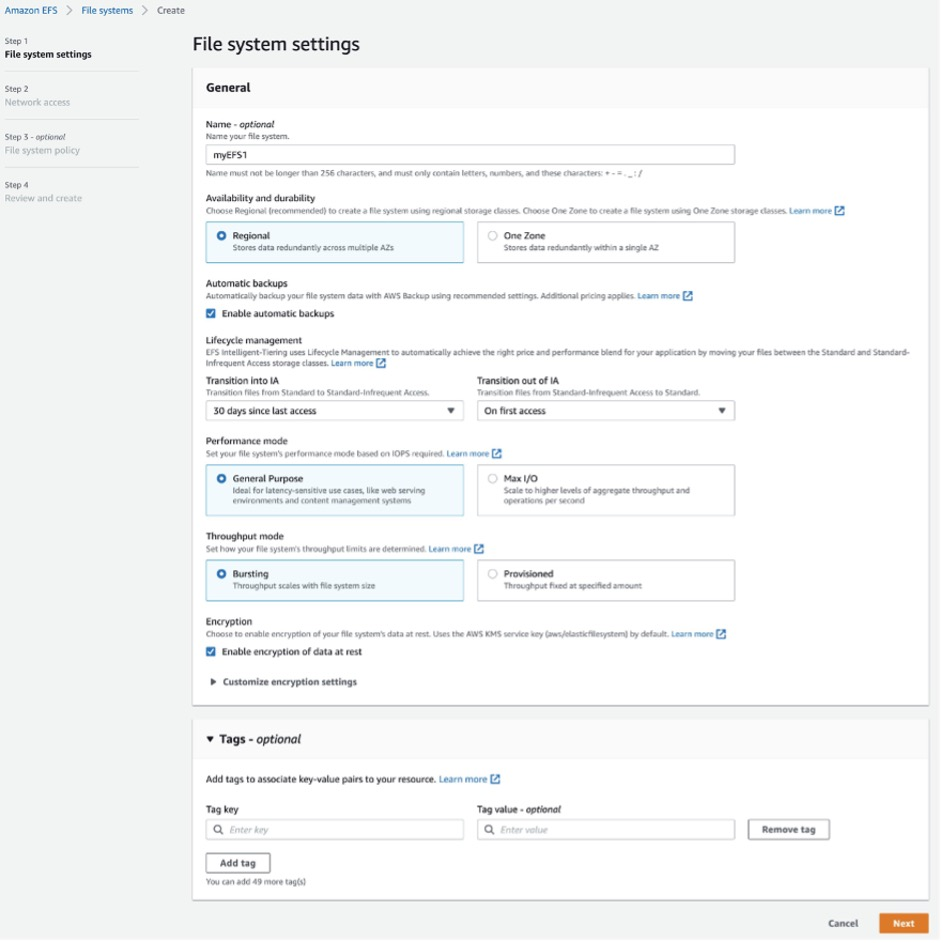 Amazon EFS > File systems > Create
Step 1
File system settings
Step 2
Network access
Step 3 - optional
File system policy
Step 4
Review and create
File system settings
General
Name - optional
Name your file system.
myEFS1
Name must not be longer than 256 characters, and must only contain letters, numbers, and these characters: + - = . _ : /
Availability and durability
Choose Regional (recommended) to create a file system using regional storage classes. Choose One Zone to create a file system using One Zone storage classes. Learn more
Regional
Stores data redundantly across multiple AZs
One Zone
Stores data redundantly within a single AZ
Automatic backups
Automatically backup your file system data with AWS Backup using recommended settings. Additional pricing applies. Learn more
Enable automatic backups
Lifecycle management
EFS Intelligent-Tiering uses Lifecycle Management to automatically achieve the right price and performance blend for your application by moving your files between the Standard and Standard-
Infrequent Access storage classes. Learn more
Transition into IA
Transition files from Standard to Standard-Infrequent Access.
30 days since last access
Transition out of IA
Transition files from Standard-Infrequent Access to Standard.
On first access
Performance mode
Set your file system's performance mode based on IOPS required. Learn more
General Purpose
Ideal for latency-sensitive use cases, like web serving
environments and content management systems
Max I/O
Scale to higher levels of aggregate throughput and
operations per second
Throughput mode
Set how your file system's throughput limits are determined. Learn more
Bursting
Throughput scales with file system size
Provisioned
Throughput fixed at specified amount
Encryption
Choose to enable encryption of your file system's data at rest. Uses the AWS KMS service key (aws/elasticfilesystem) by default. Learn more
Enable encryption of data at rest
Customize encryption settings
Tags - optional
Add tags to associate key-value pairs to your resource. Learn more
Tag key
Enter key
Tag value - optional
Enter value
Remove tag
Add tag
You can add 49 more tag(s)
Cancel
Next